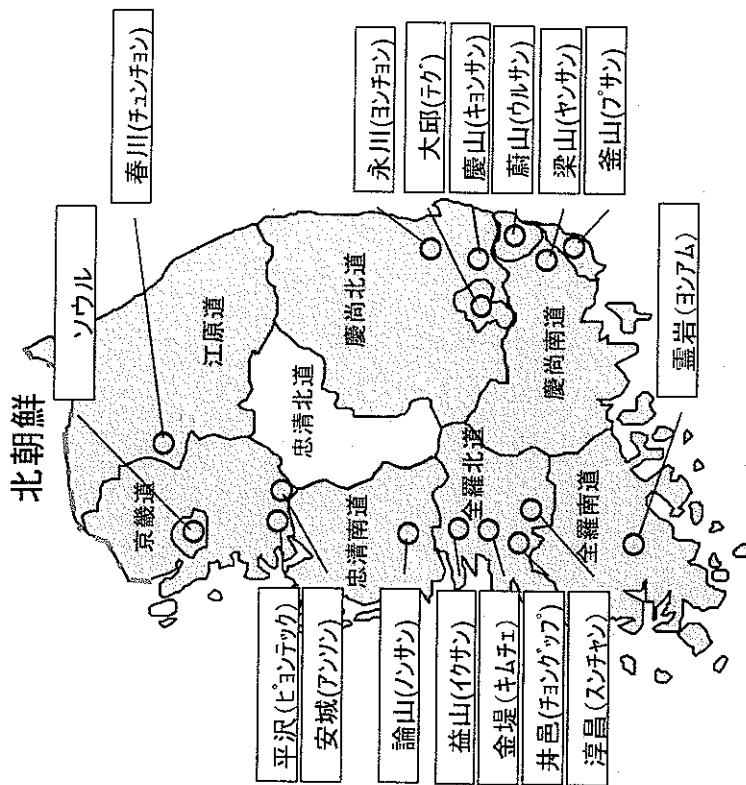 北朝鮮
ソウル
春川(チュンチョン)
京畿道
江原道
忠清北道
忠清南道
慶尚北道
全羅北道
慶尚南道
全羅南道
永川(ヨンチョン)
大邱(テグ)
慶山(キョンサン)
蔚山(ウルサン)
梁山(ヤンサン)
釜山(プサン)
霊岩(ヨンアム)
平沢(ピョンテック)
安城(アンソン)
論山(ノンサン)
益山(イクサン)
金堤(キムチェ)
井邑(チョングップ)
淳昌(スンチャン)